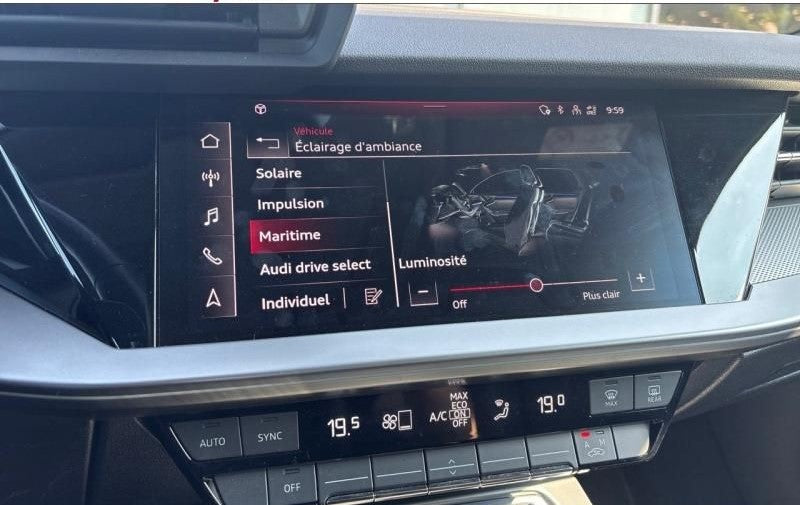 9:59
Véhicule
Éclairage d'ambiance
Solaire
Impulsion
Maritime
Audi drive select
Individuel
Luminosité
Off
Plus clair
AUTO
SYNC
19.5
A/C
MAX
ECO
ON
OFF
19.0
MAX
REAR
OFF
A
M